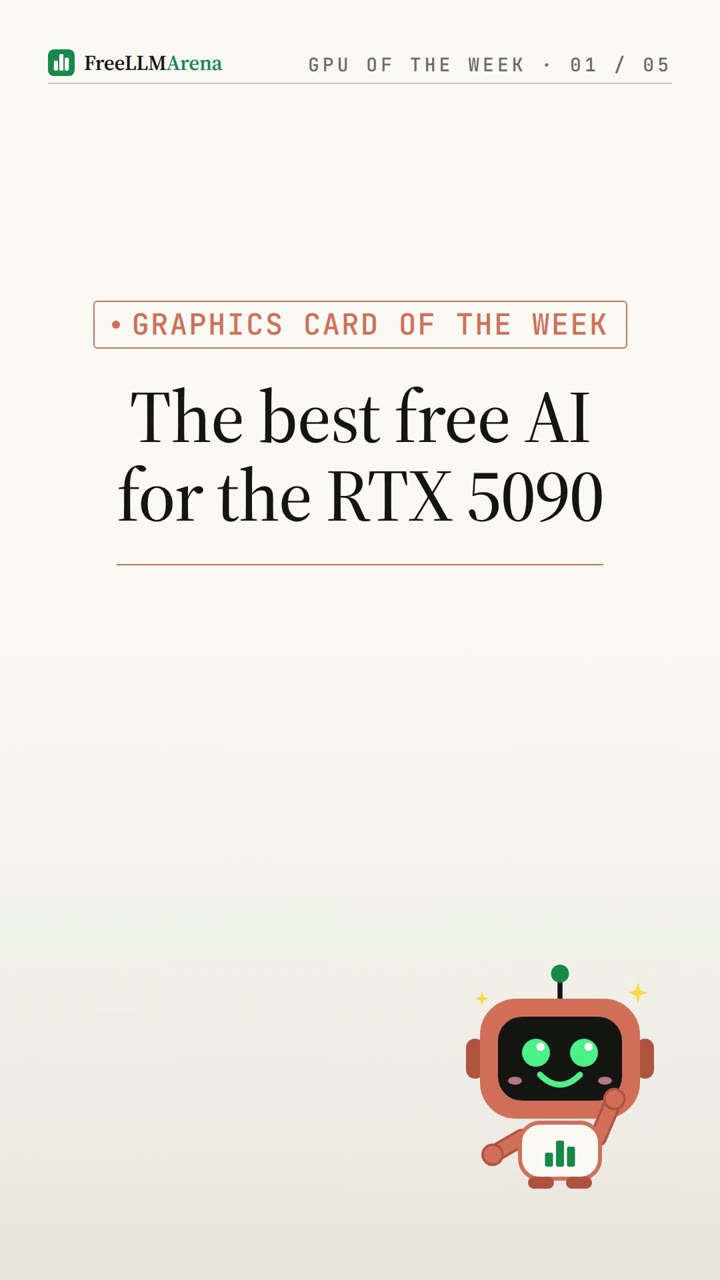 FreeLLMArena
GPU OF THE WEEK · 01 / 05
• GRAPHICS CARD OF THE WEEK
The best free AI
for the RTX 5090